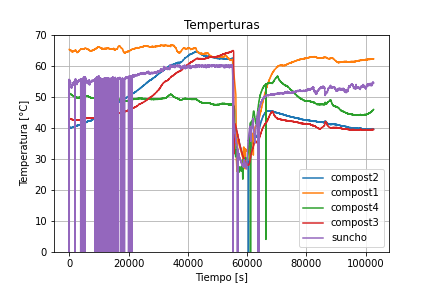 Temperturas
70
60
50
40
30
20
10
0
Temperatura [°C]
0 20000 40000 60000 80000 100000
Tiempo [s]
compost2
compost1
compost4
compost3
suncho